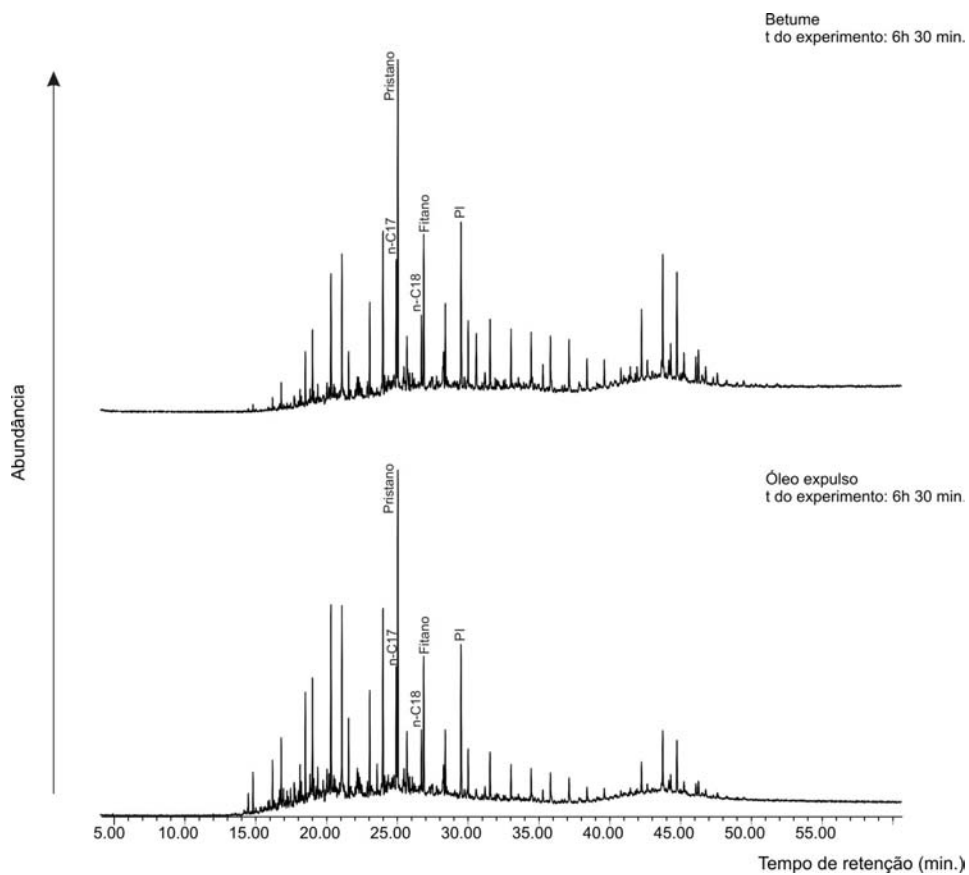 Betume
t do experimento: 6h 30 min.
Pristano
n-C17
n-C18
Fitano
PI
Abundância
Óleo expulso
t do experimento: 6h 30 min.
Pristano
n-C17
n-C18
Fitano
PI
5.00 10.00 15.00 20.00 25.00 30.00 35.00 40.00 45.00 50.00 55.00
Tempo de retenção (min.)